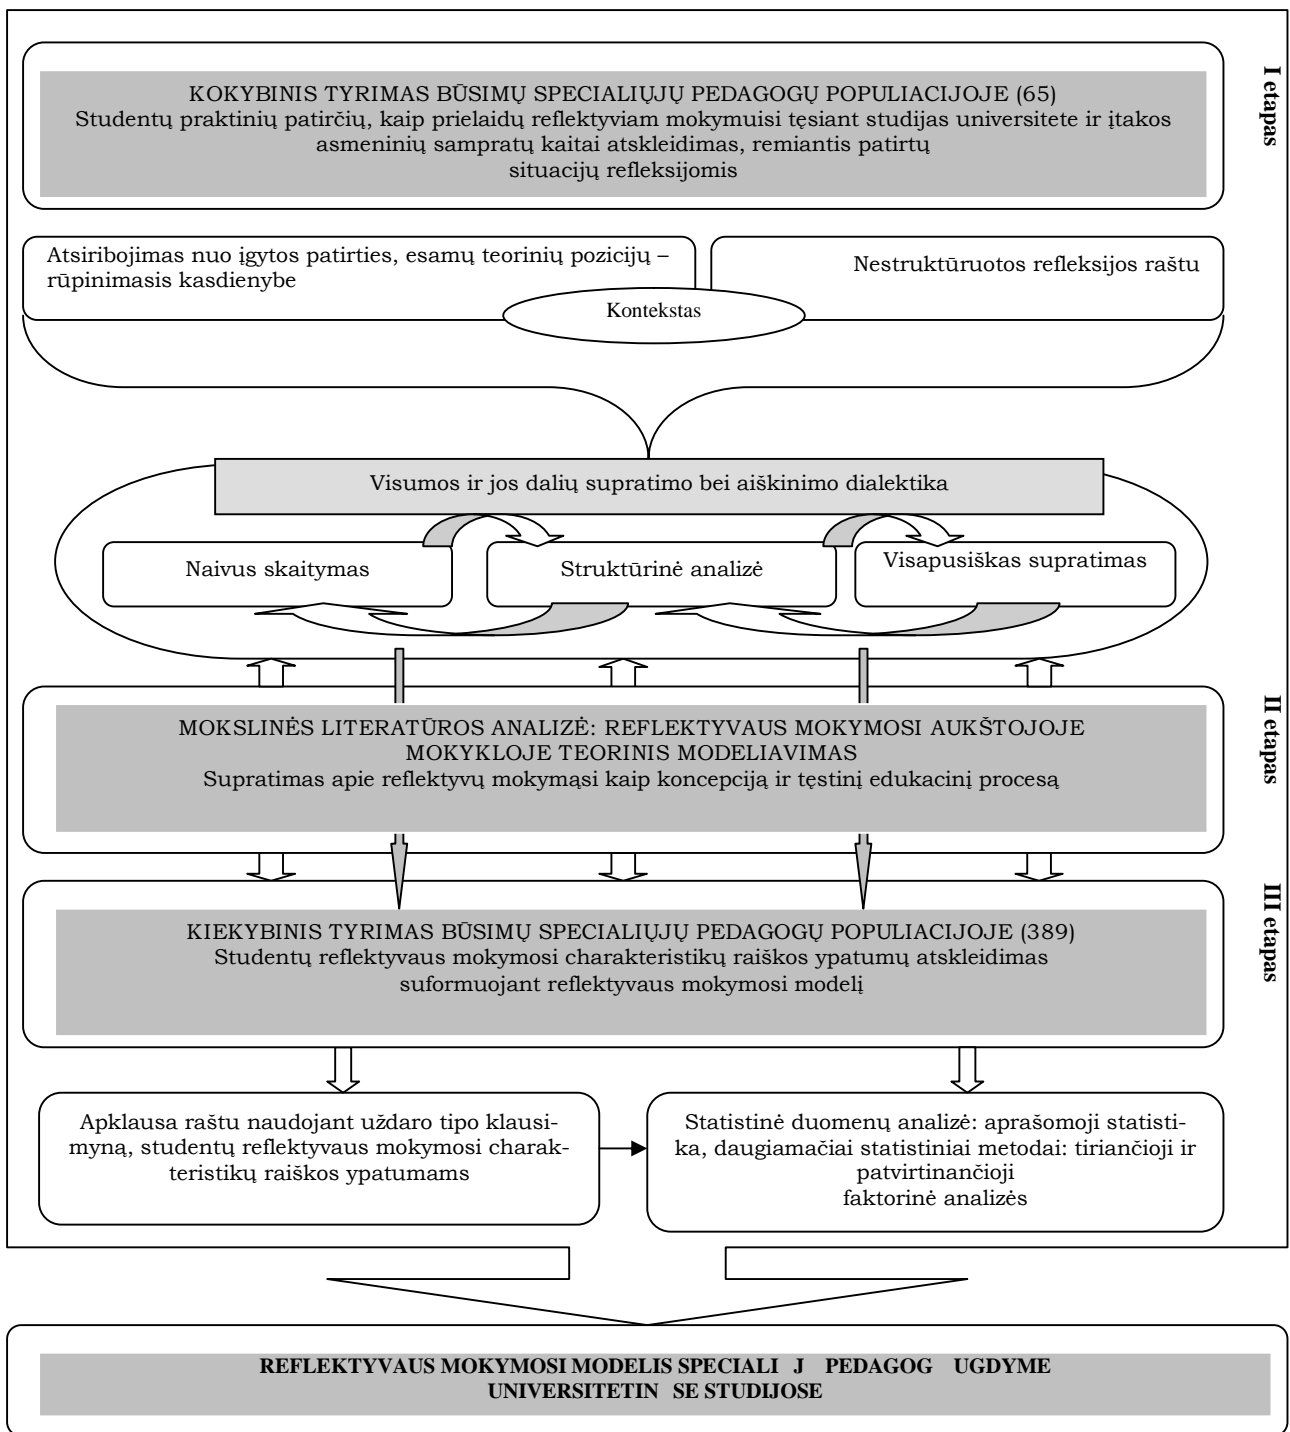 I etapas
KOKYBINIS TYRIMAS BŪSIMŲ SPECIALIŲJŲ PEDAGOGŲ POPULIACIJOJE (65)
Studentų praktinių patirčių, kaip prielaidų reflektyviam mokymuisi tęsiant studijas universitete ir įtakos
asmeninių sampratų kaitai atskleidimas, remiantis patirtų
situacijų refleksijomis
Atsiribojimas nuo įgytos patirties, esamų teorinių pozicijų –
rūpinimasis kasdienybe
Nestruktūruotos refleksijos raštu
Kontekstas
Visumos ir jos dalių supratimo bei aiškinimo dialektika
Naivus skaitymas
Struktūrinė analizė
Visapusiškas supratimas
II etapas
MOKSLINĖS LITERATŪROS ANALIZĖ: REFLEKTYVAUS MOKYMOSI AUKŠTOJOJE
MOKYKLOJE TEORINIS MODELIAVIMAS
Supratimas apie reflektyvų mokymąsi kaip koncepciją ir tęstinį edukacinį procesą
III etapas
KIEKYBINIS TYRIMAS BŪSIMŲ SPECIALIŲJŲ PEDAGOGŲ POPULIACIJOJE (389)
Studentų reflektyvaus mokymosi charakteristikų raiškos ypatumų atskleidimas
suformuojant reflektyvaus mokymosi modelį
Apklausa raštu naudojant uždaro tipo klausi-
myną, studentų reflektyvaus mokymosi charak-
teristikų raiškos ypatumams
Statistinė duomenų analizė: aprašomoji statisti-
ka, daugiamačiai statistiniai metodai: tiriančioji ir
patvirtinančioji
faktorinė analizės
REFLEKTYVAUS MOKYMOSI MODELIS SPECIALI J PEDAGOG UGDYME
UNIVERSITETIN SE STUDIJOSE